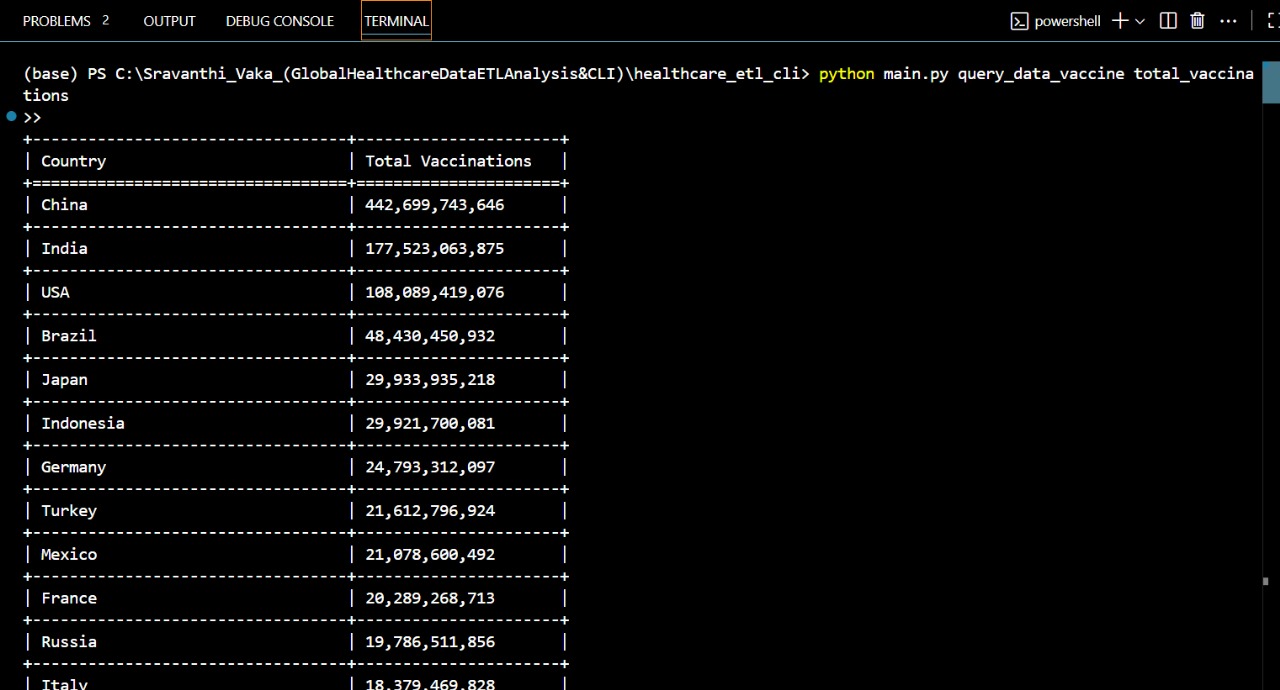 PROBLEMS 2 OUTPUT DEBUG CONSOLE TERMINAL powershell
(base) PS C:\Sravanthi_Vaka_(GlobalHealthcareDataETLAnalysis&CLI)\healthcare_etl_cli> python main.py query_data_vaccine total_vaccina
tions
>>
+----------------------------------+----------------------+
| Country | Total Vaccinations |
+==================================+======================+
| China | 442,699,743,646 |
+----------------------------------+----------------------+
| India | 177,523,063,875 |
+----------------------------------+----------------------+
| USA | 108,089,419,076 |
+----------------------------------+----------------------+
| Brazil | 48,430,450,932 |
+----------------------------------+----------------------+
| Japan | 29,933,935,218 |
+----------------------------------+----------------------+
| Indonesia | 29,921,700,081 |
+----------------------------------+----------------------+
| Germany | 24,793,312,097 |
+----------------------------------+----------------------+
| Turkey | 21,612,796,924 |
+----------------------------------+----------------------+
| Mexico | 21,078,600,492 |
+----------------------------------+----------------------+
| France | 20,289,268,713 |
+----------------------------------+----------------------+
| Russia | 19,786,511,856 |
+----------------------------------+----------------------+
| Italy | 18,379,469,828 |